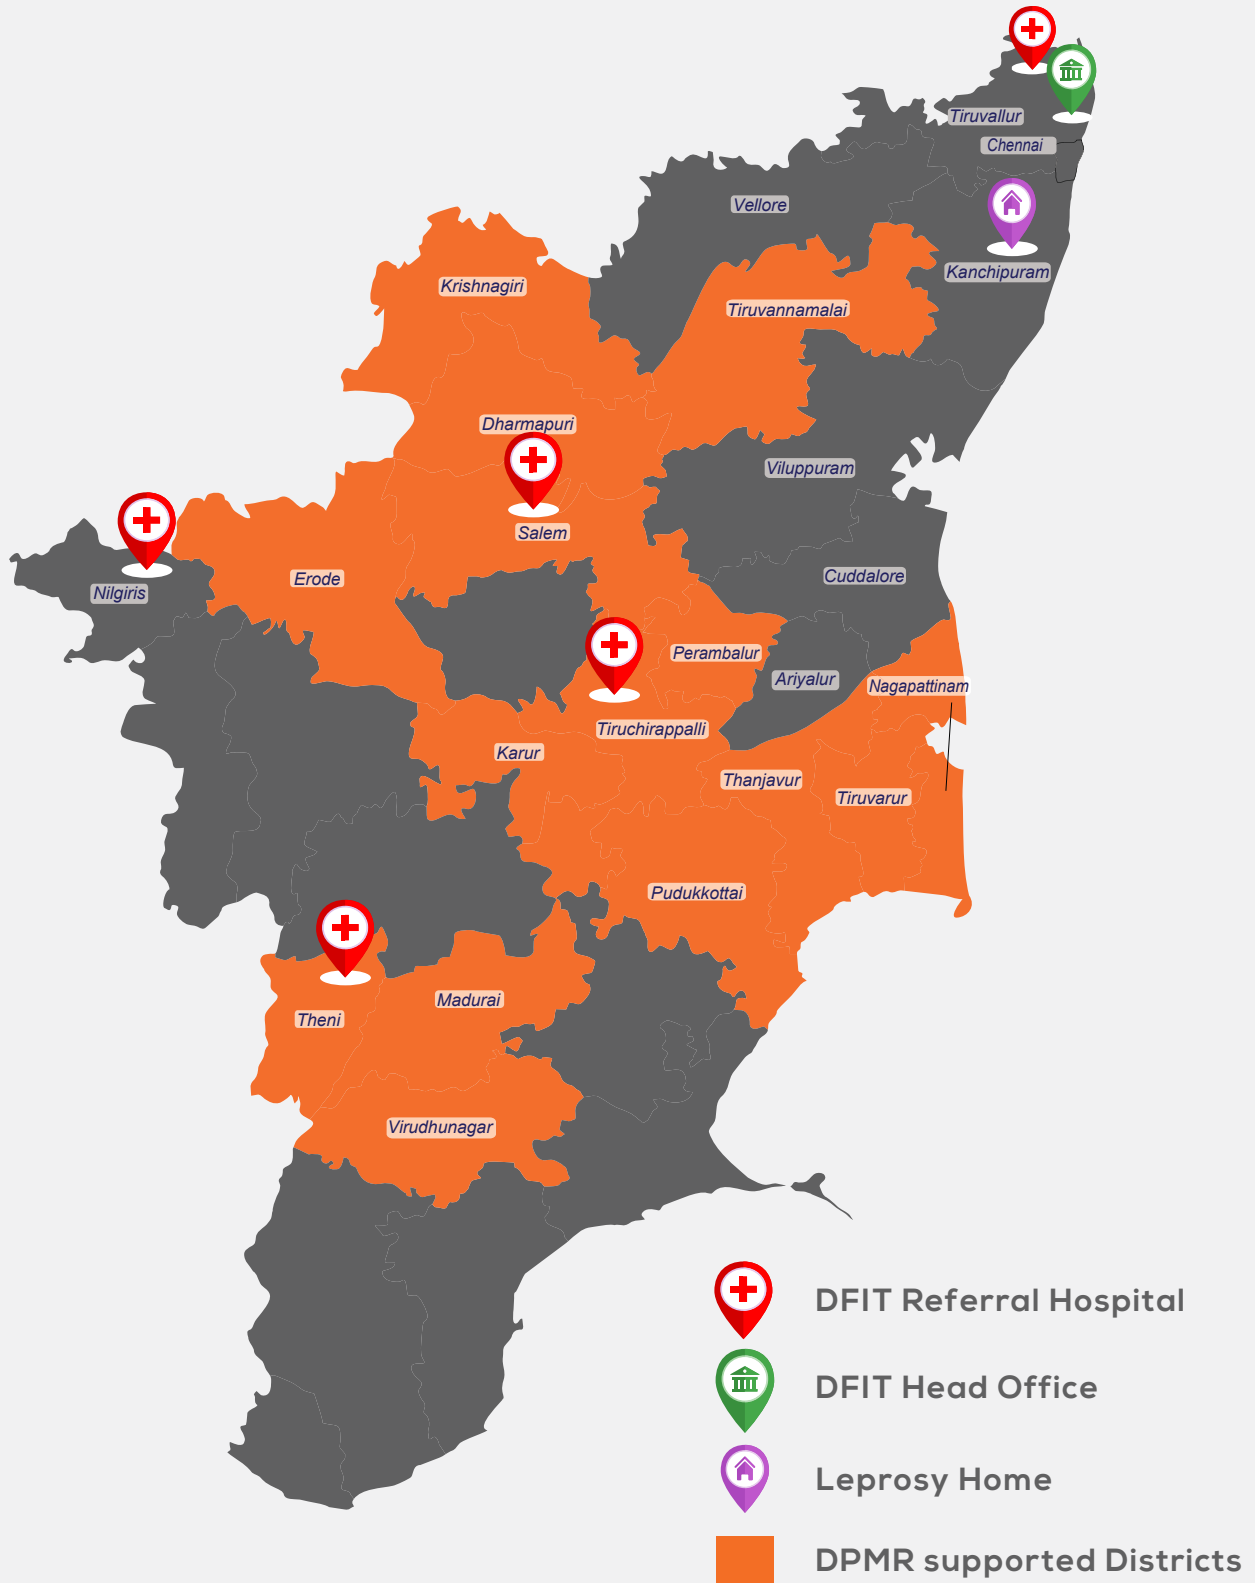 Tiruvallur
Chennai
Vellore
Kanchipuram
Krishnagiri
Tiruvannamalai
Dharmapuri
Viluppuram
Salem
Cuddalore
Erode
Nilgiris
Perambalur
Ariyalur
Nagapattinam
Tiruchirappalli
Karur
Thanjavur
Tiruvarur
Pudukkottai
Madurai
Theni
Virudhunagar
DFIT Referral Hospital
DFIT Head Office
Leprosy Home
DPMR supported Districts